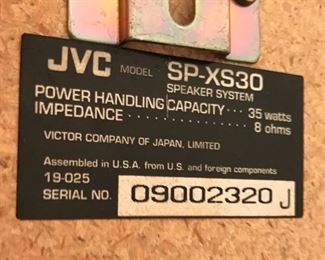 JVC MODEL SP-XS30
SPEAKER SYSTEM
POWER HANDLING CAPACITY ··· 35 watts
IMPEDANCE ··· 8 ohms
VICTOR COMPANY OF JAPAN, LIMITED
Assembled in U.S.A. from U.S. and foreign components
19-025
SERIAL NO. 09002320 J